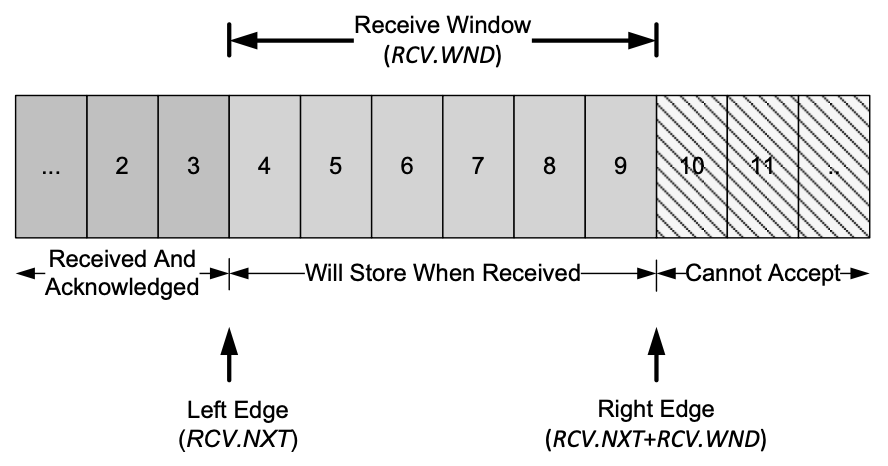 Receive Window
(RCV.WND)
... 2 3 4 5 6 7 8 9 10 11 ..
Received And
Acknowledged
Will Store When Received
Cannot Accept
Left Edge
(RCV.NXT)
Right Edge
(RCV.NXT+RCV.WND)